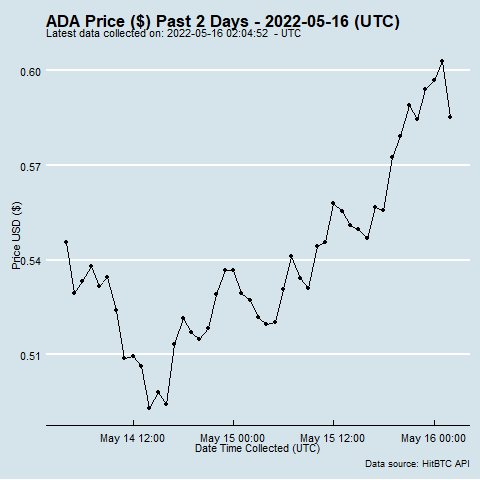 ADA Price ($) Past 2 Days - 2022-05-16 (UTC)
Latest data collected on: 2022-05-16 02:04:52 - UTC
0.60
0.57
0.54
0.51
Price USD ($)
May 14 12:00 May 15 00:00 May 15 12:00 May 16 00:00
Date Time Collected (UTC)
Data source: HitBTC API